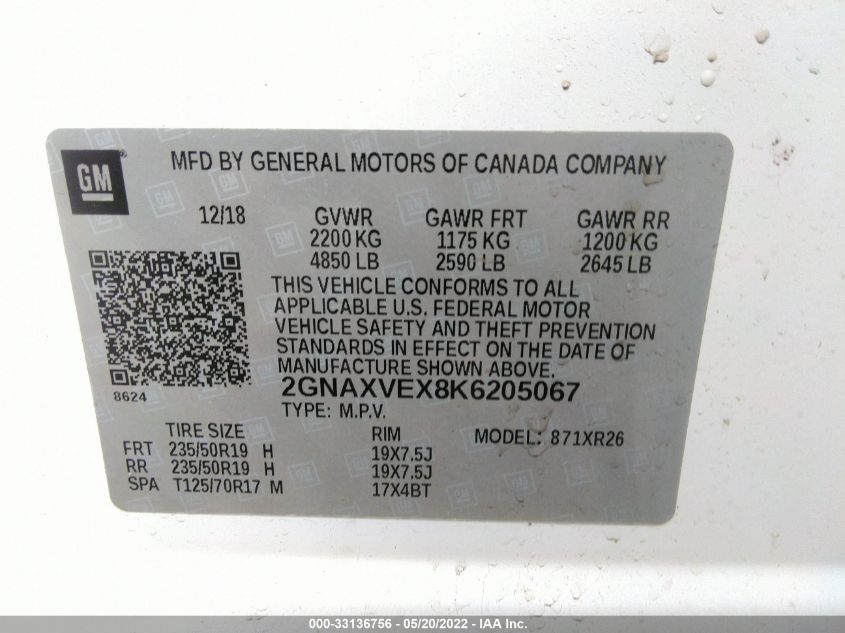 GM
MFD BY GENERAL MOTORS OF CANADA COMPANY
12/18 GVWR GAWR FRT GAWR RR
2200 KG 1175 KG 1200 KG
4850 LB 2590 LB 2645 LB
THIS VEHICLE CONFORMS TO ALL
APPLICABLE U.S. FEDERAL MOTOR
VEHICLE SAFETY AND THEFT PREVENTION
STANDARDS IN EFFECT ON THE DATE OF
MANUFACTURE SHOWN ABOVE.
8624
2GNAXVEX8K6205067
TYPE: M.P.V.
TIRE SIZE RIM MODEL: 871XR26
FRT 235/50R19 H 19X7.5J
RR 235/50R19 H 19X7.5J
SPA T125/70R17 M 17X4BT
000-33136756 - 05/20/2022 - IAA Inc.